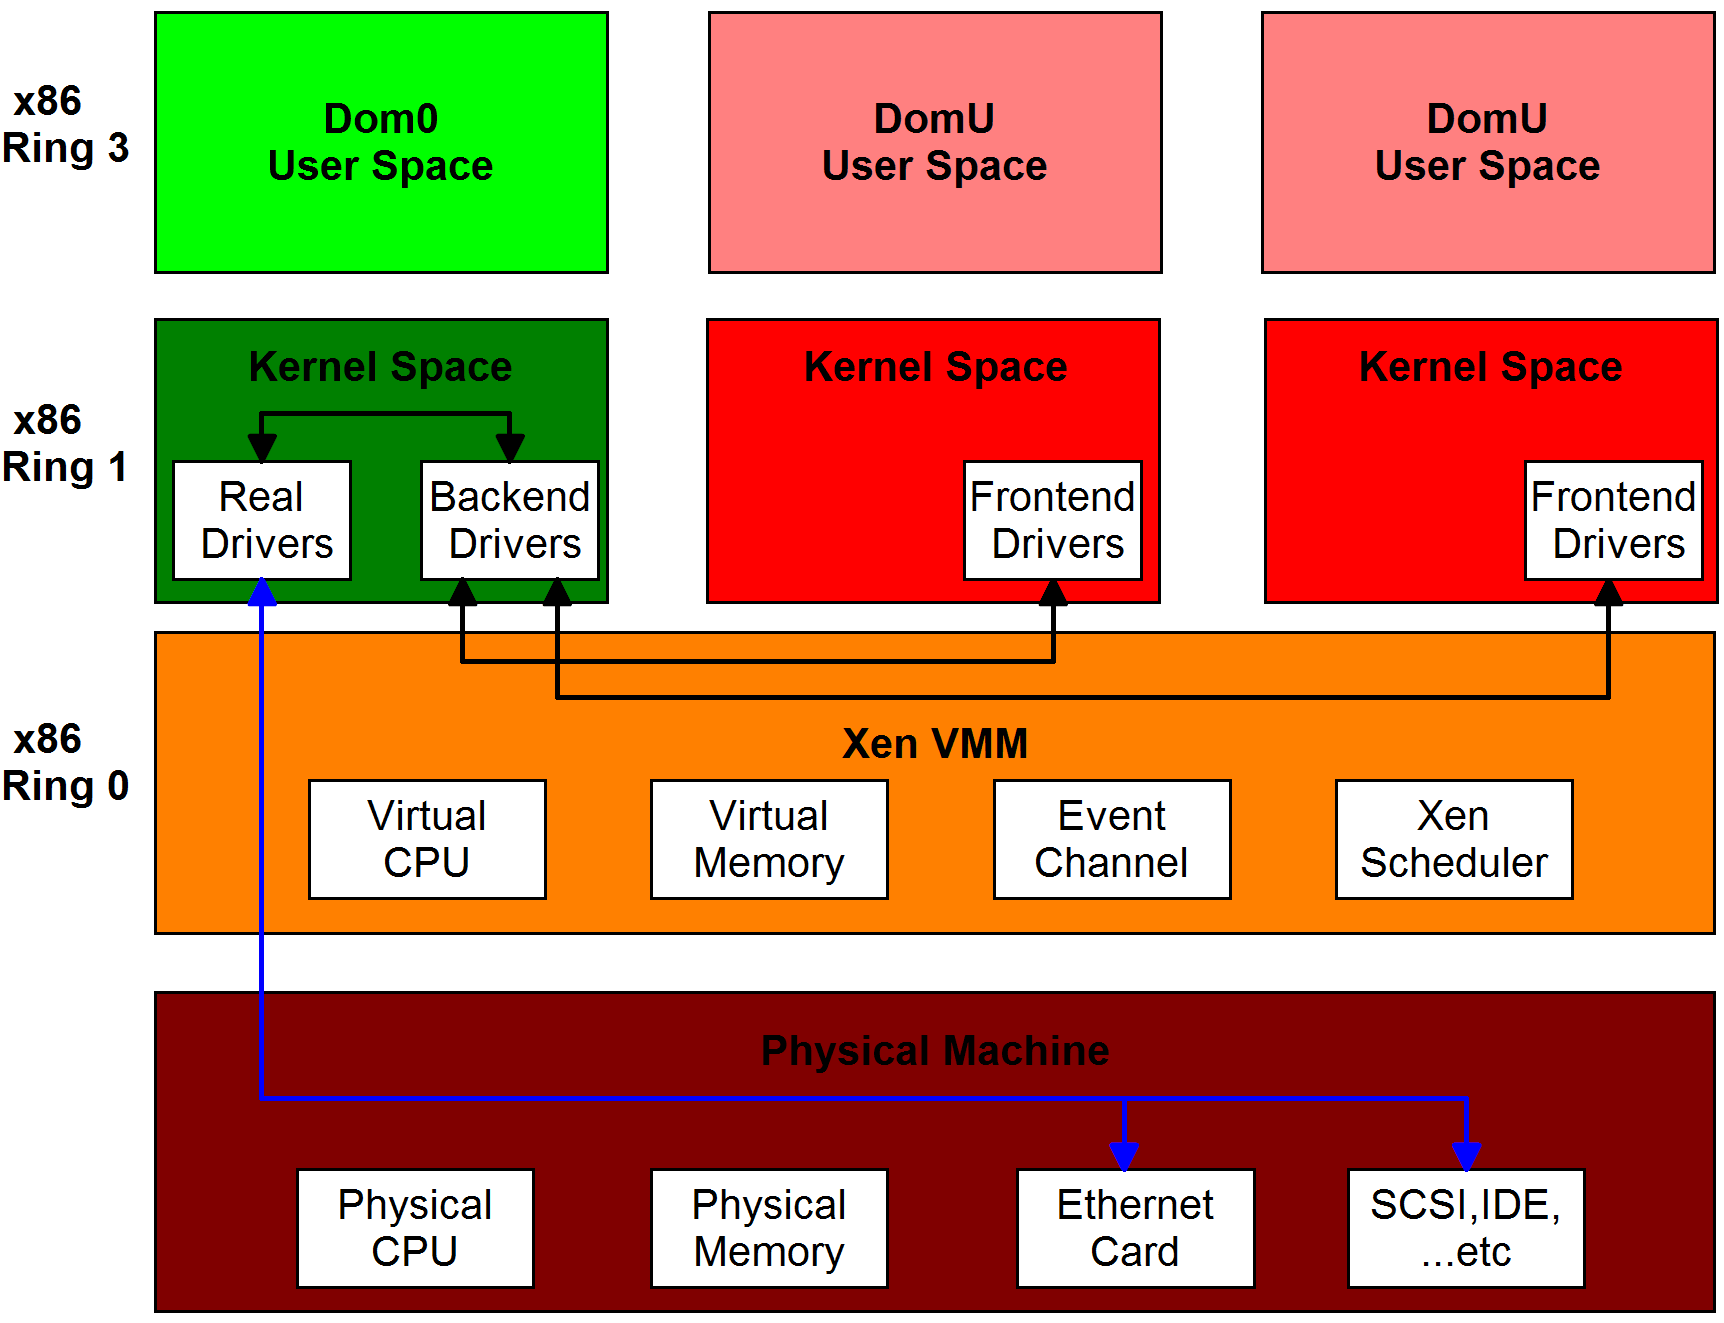 x86
Ring 3
Dom0
User Space
DomU
User Space
DomU
User Space
x86
Ring 1
Kernel Space
Real
Drivers
Backend
Drivers
Kernel Space
Frontend
Drivers
Kernel Space
Frontend
Drivers
x86
Ring 0
Xen VMM
Virtual
CPU
Virtual
Memory
Event
Channel
Xen
Scheduler
Physical Machine
Physical
CPU
Physical
Memory
Ethernet
Card
SCSI,IDE,
...etc